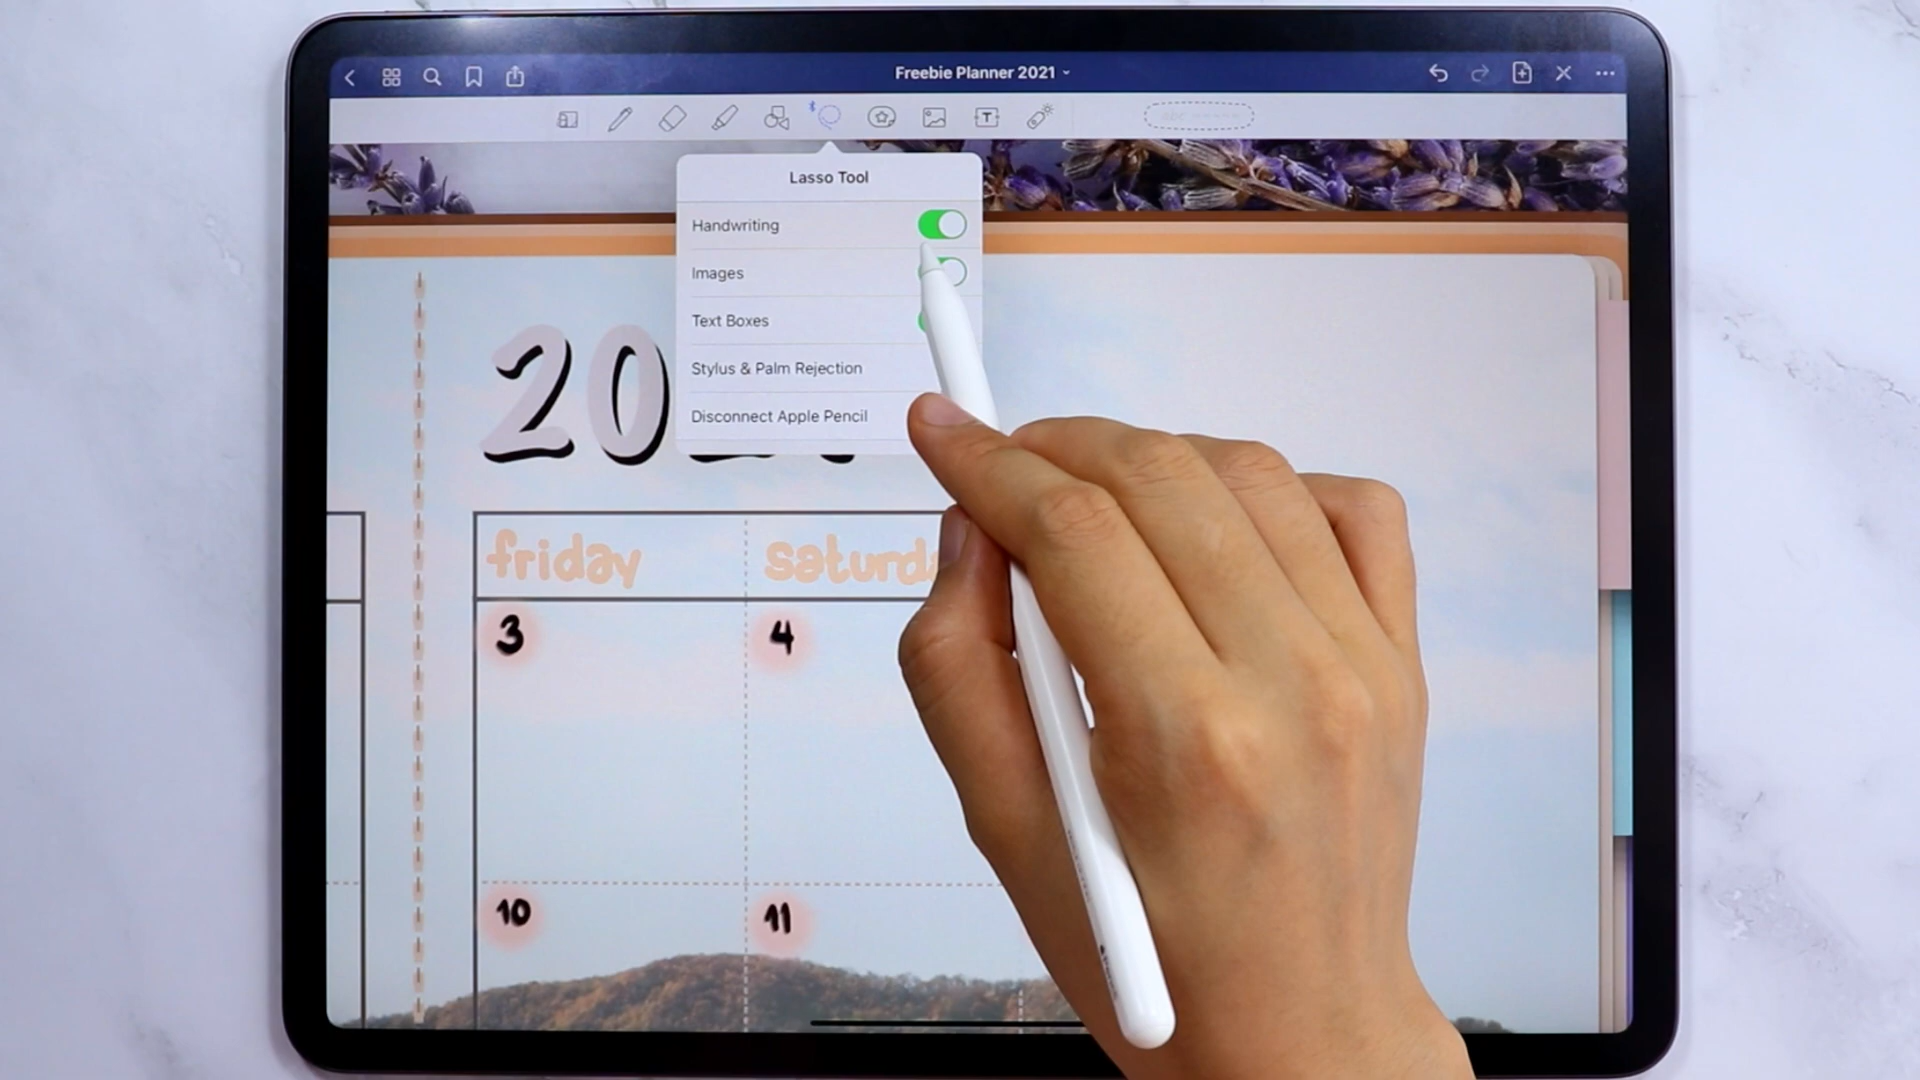 Freebie Planner 2021
Lasso Tool
Handwriting
Images
Text Boxes
Stylus & Palm Rejection
Disconnect Apple Pencil
20
friday saturda
3 4
10 11